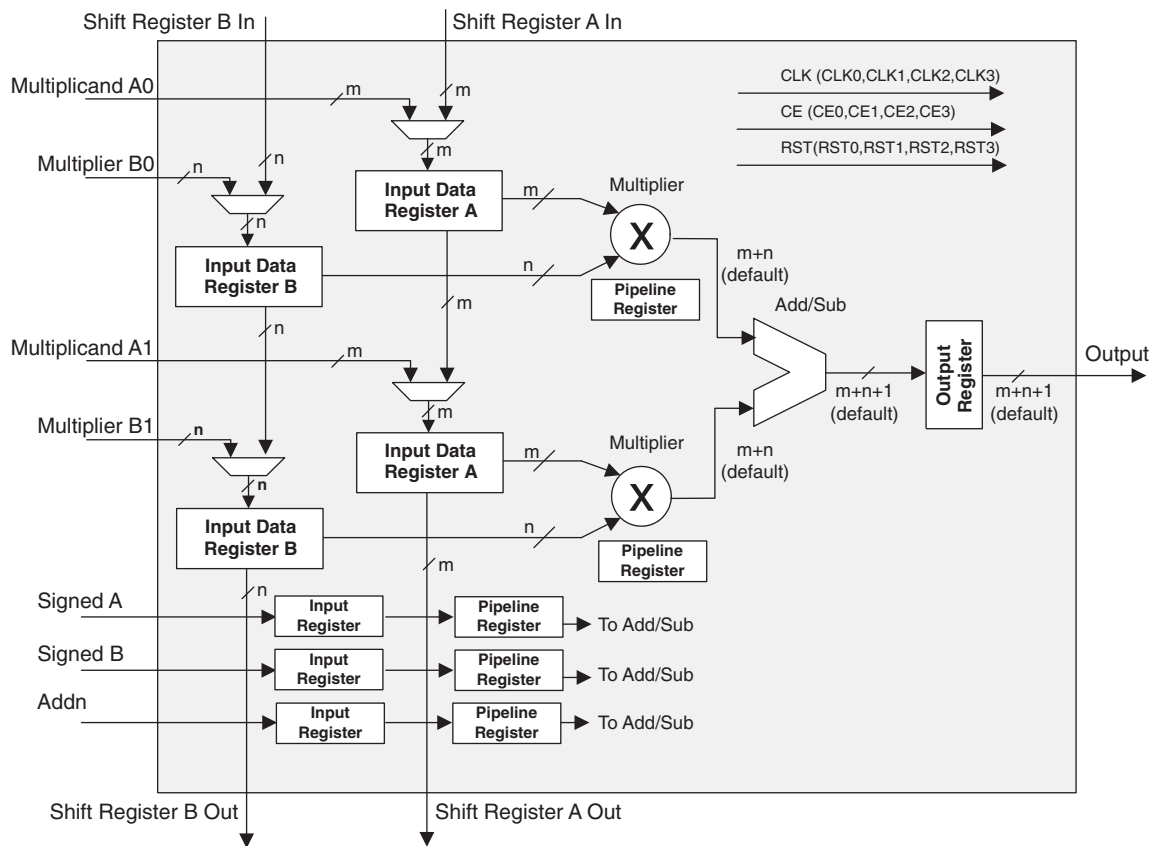 Shift Register B In
Shift Register A In
Multiplicand A0
m
m
CLK (CLK0,CLK1,CLK2,CLK3)
CE (CE0,CE1,CE2,CE3)
RST(RST0,RST1,RST2,RST3)
m
Multiplier B0
n
n
n
Input Data
Register A
m
Multiplier
X
Input Data
Register B
n
m+n
(default)
Pipeline
Register
m
n
Add/Sub
Multiplicand A1
m
Output
Register
Output
m+n+1
(default)
m+n+1
(default)
m
Multiplier B1
n
n
Input Data
Register A
m
Multiplier
X
m+n
(default)
Input Data
Register B
n
Pipeline
Register
m
n
Signed A
Input
Register
Pipeline
Register
To Add/Sub
Signed B
Input
Register
Pipeline
Register
To Add/Sub
Addn
Input
Register
Pipeline
Register
To Add/Sub
Shift Register B Out
Shift Register A Out